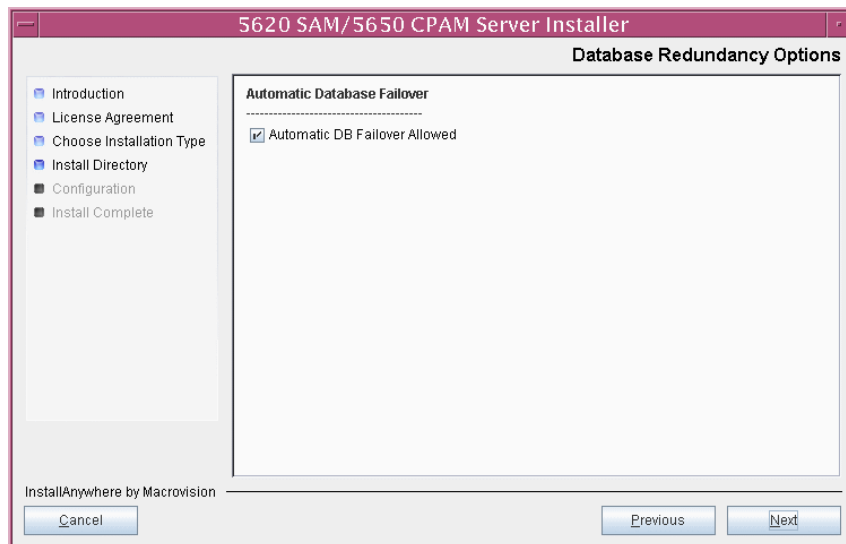 5620 SAM/5650 CPAM Server Installer
Database Redundancy Options
Introduction
License Agreement
Choose Installation Type
Install Directory
Configuration
Install Complete
Automatic Database Failover
---------------------------------------
Automatic DB Failover Allowed
InstallAnywhere by Macrovision
Cancel
Previous
Next